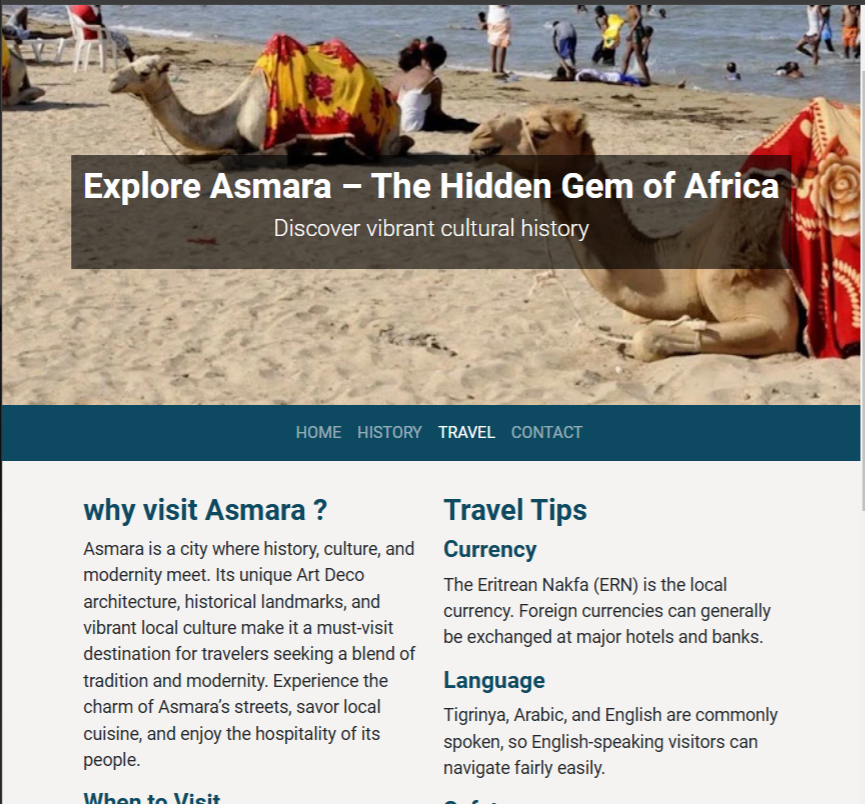 Explore Asmara – The Hidden Gem of Africa
Discover vibrant cultural history
HOME HISTORY TRAVEL CONTACT
why visit Asmara ?
Asmara is a city where history, culture, and
modernity meet. Its unique Art Deco
architecture, historical landmarks, and
vibrant local culture make it a must-visit
destination for travelers seeking a blend of
tradition and modernity. Experience the
charm of Asmara’s streets, savor local
cuisine, and enjoy the hospitality of its
people.
When to Visit
Travel Tips
Currency
The Eritrean Nakfa (ERN) is the local
currency. Foreign currencies can generally
be exchanged at major hotels and banks.
Language
Tigrinya, Arabic, and English are commonly
spoken, so English-speaking visitors can
navigate fairly easily.